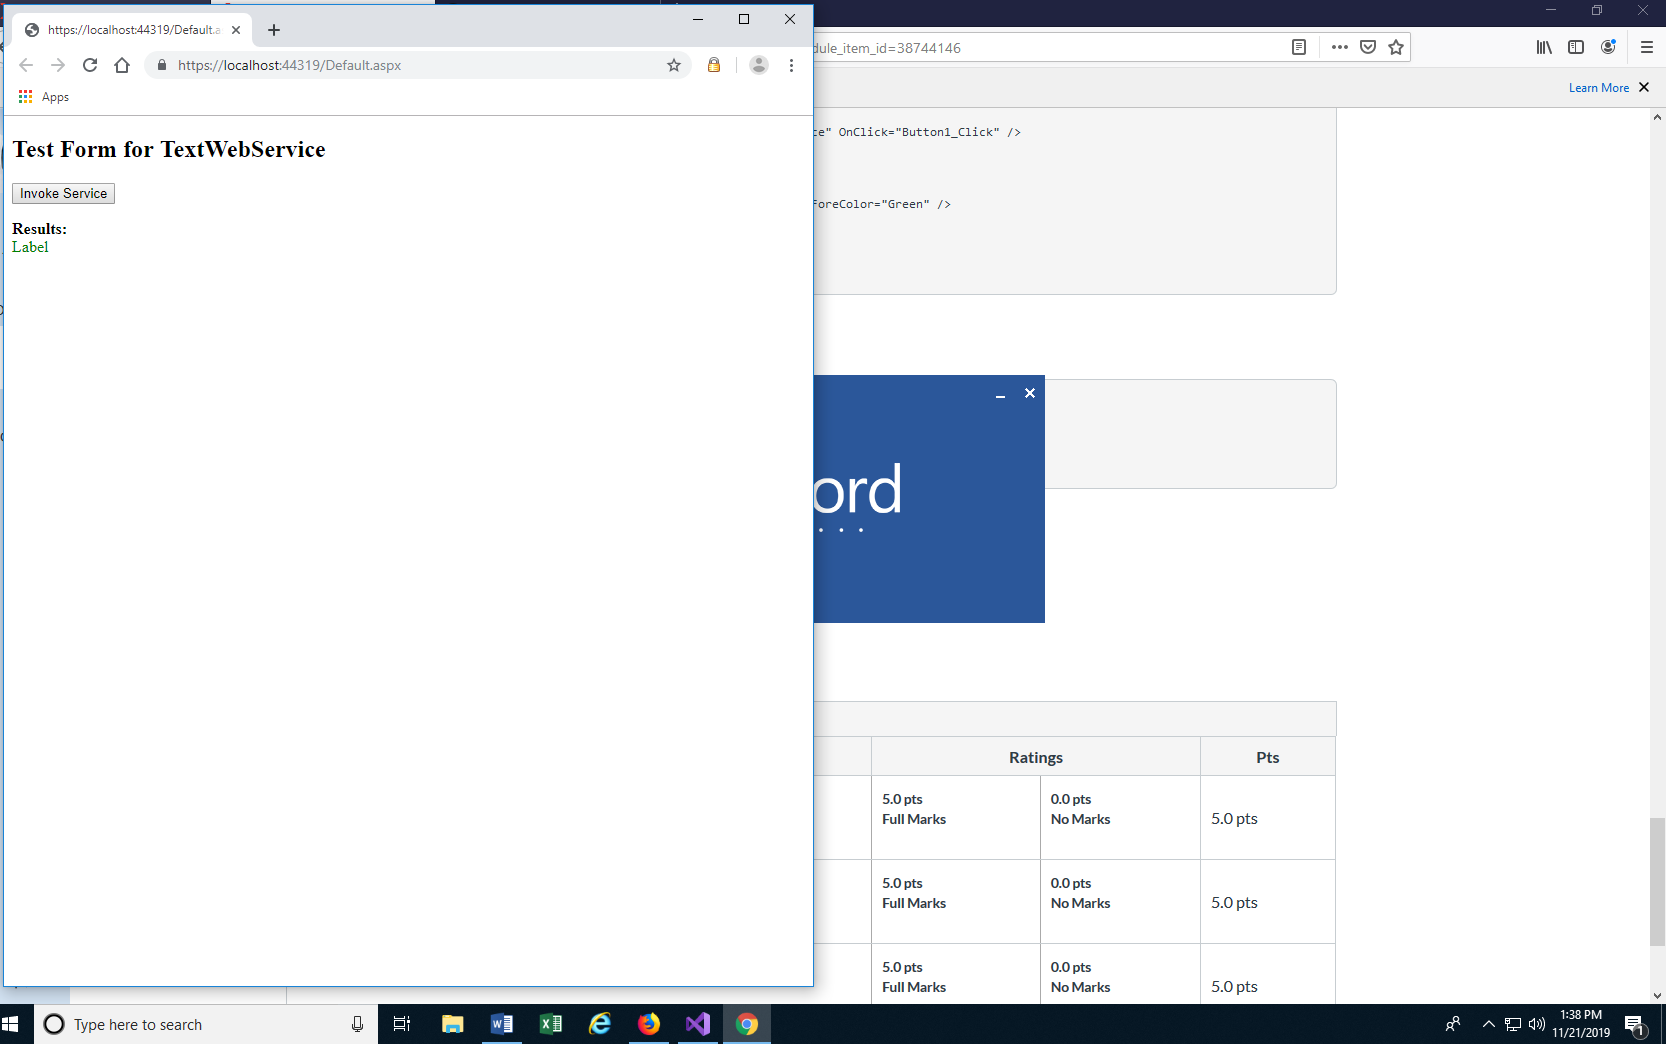 https://localhost:44319/Default.a
https://localhost:44319/Default.aspx
dule_item_id=38744146
Apps
Learn More
Test Form for TextWebService
Invoke Service
Results:
Label
ce" OnClick="Button1_Click" />
ForeColor="Green" />
ord
Ratings
Pts
5.0 pts
Full Marks
0.0 pts
No Marks
5.0 pts
5.0 pts
Full Marks
0.0 pts
No Marks
5.0 pts
5.0 pts
Full Marks
0.0 pts
No Marks
5.0 pts
Type here to search
1:38 PM
11/21/2019
1